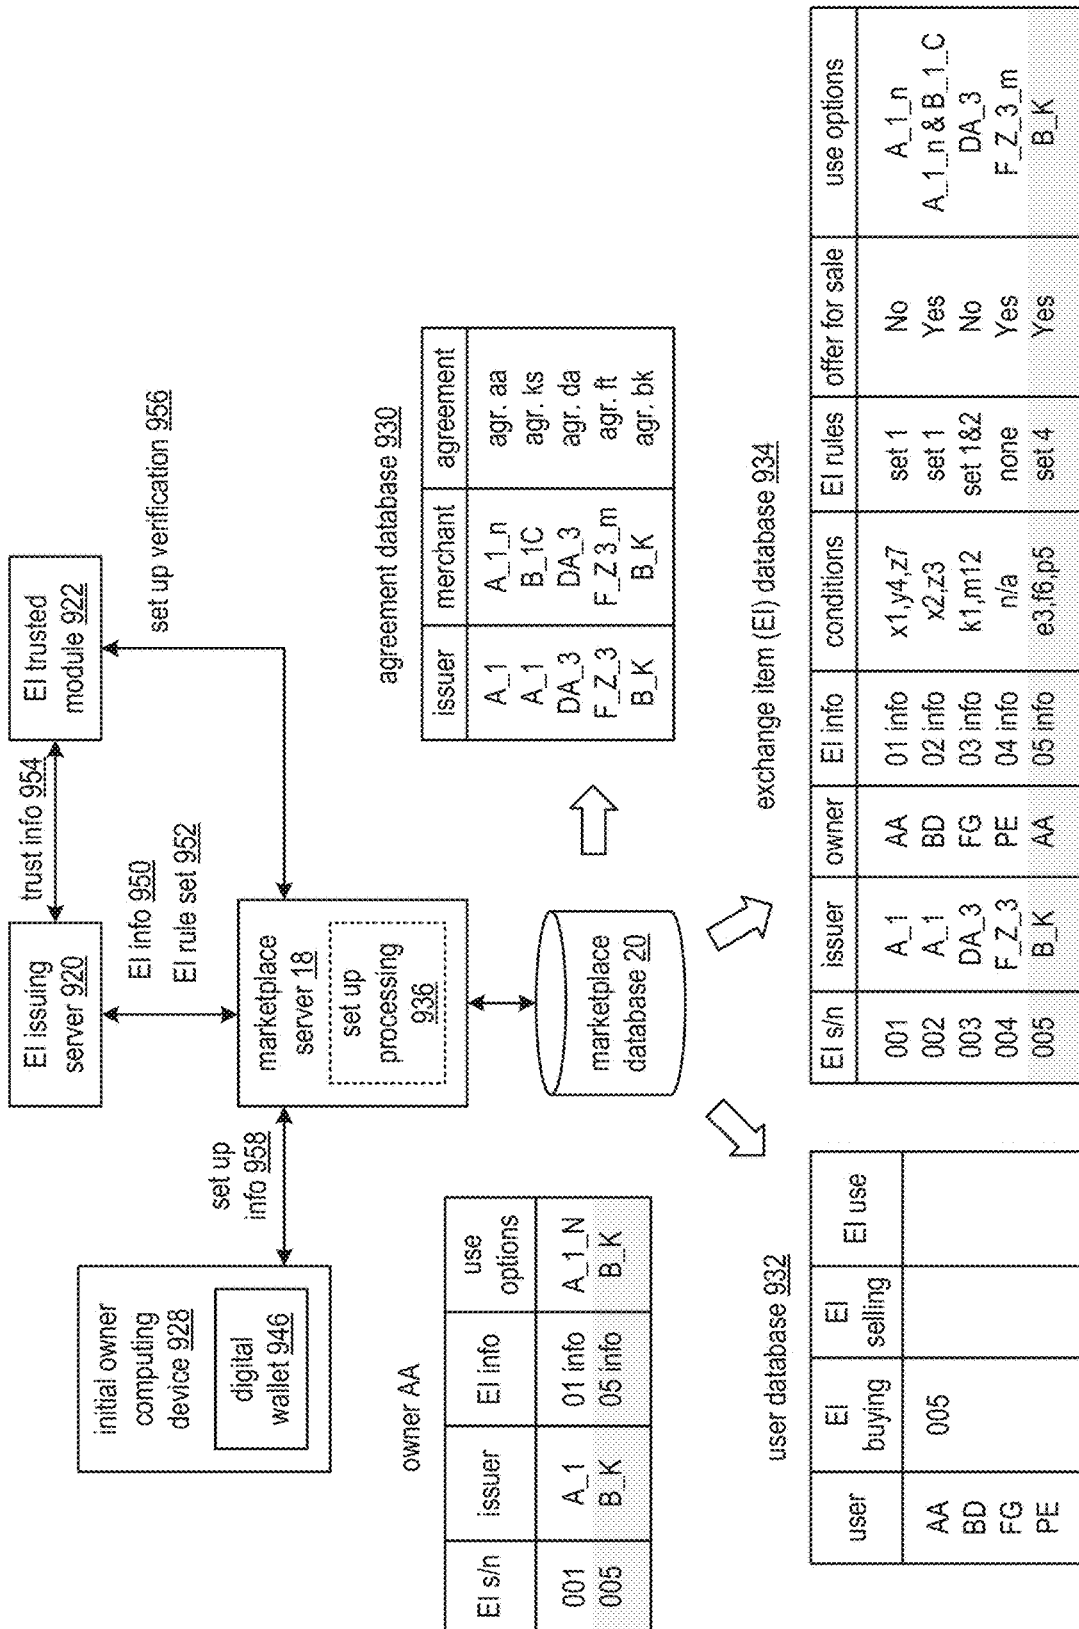 EI issuing
server 920
trust info 954
EI trusted
module 922
EI info 950
EI rule set 952
set up verification 956
initial owner
computing
device 928
digital
wallet 946
set up
info 958
marketplace
server 18
set up
processing
936
marketplace
database 20
owner AA
EI s/n issuer EI info use options
001 A_1 01 info A_1_N
005 B_K 05 info B_K
agreement database 930
issuer merchant agreement
A_1 A_1_n agr. aa
A_1 B_1C agr. ks
DA_3 DA_3 agr. da
F_Z_3 F_Z_3_m agr. ft
B_K B_K agr. bk
user database 932
user EI buying EI selling EI use
AA 005
BD
FG
PE
exchange item (EI) database 934
EI s/n issuer owner EI info conditions EI rules offer for sale use options
001 A_1 AA 01 info x1,y4,z7 set 1 No A_1_n
002 A_1 BD 02 info x2,z3 set 1 Yes A_1_n & B_1_C
003 DA_3 FG 03 info k1,m12 set 1&2 No DA_3
004 F_Z_3 PE 04 info n/a none Yes F_Z_3_m
005 B_K AA 05 info e3,f6,p5 set 4 Yes B_K